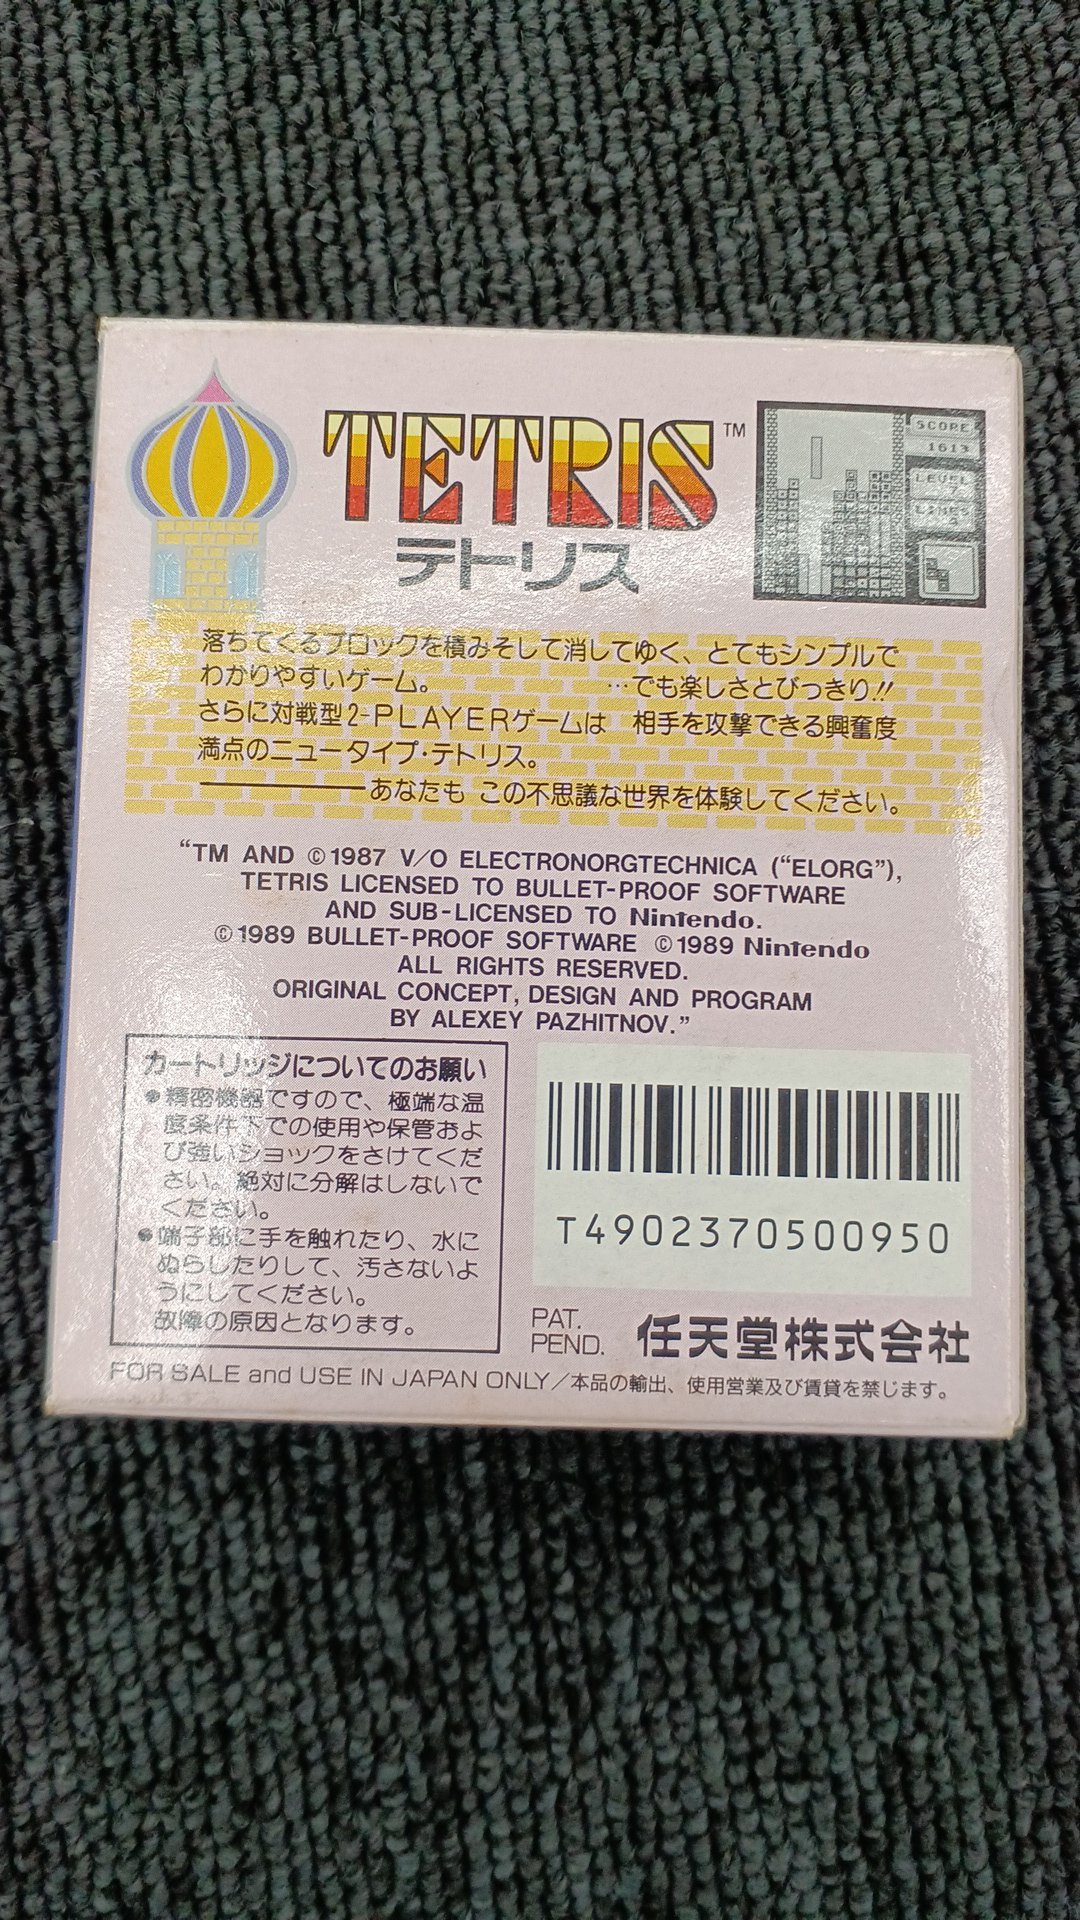 TETRIS™
テトリス
SCORE
1613
LEVEL
LINES
落ちてくるブロックを積みそして消してゆく、とてもシンプルで
わかりやすいゲーム。 …でも楽しさとびっきり!!
さらに対戦型2-PLAYERゲームは 相手を攻撃できる興奮度
満点のニュータイプ・テトリス。
――――あなたも この不思議な世界を体験してください。
“TM AND ©1987 V/O ELECTRONORGTECHNICA (“ELORG”),
TETRIS LICENSED TO BULLET-PROOF SOFTWARE
AND SUB-LICENSED TO Nintendo.
©1989 BULLET-PROOF SOFTWARE ©1989 Nintendo
ALL RIGHTS RESERVED.
ORIGINAL CONCEPT, DESIGN AND PROGRAM
BY ALEXEY PAZHITNOV.”
カートリッジについてのお願い
●精密機器ですので、極端な温
度条件下での使用や保管およ
び強いショックをさけてくだ
さい。絶対に分解はしないで
ください。
●端子部に手を触れたり、水に
ぬらしたりして、汚さないよ
うにしてください。
故障の原因となります。
T4902370500950
PAT.
PEND.
任天堂株式会社
FOR SALE and USE IN JAPAN ONLY/本品の輸出、使用営業及び賃貸を禁じます。